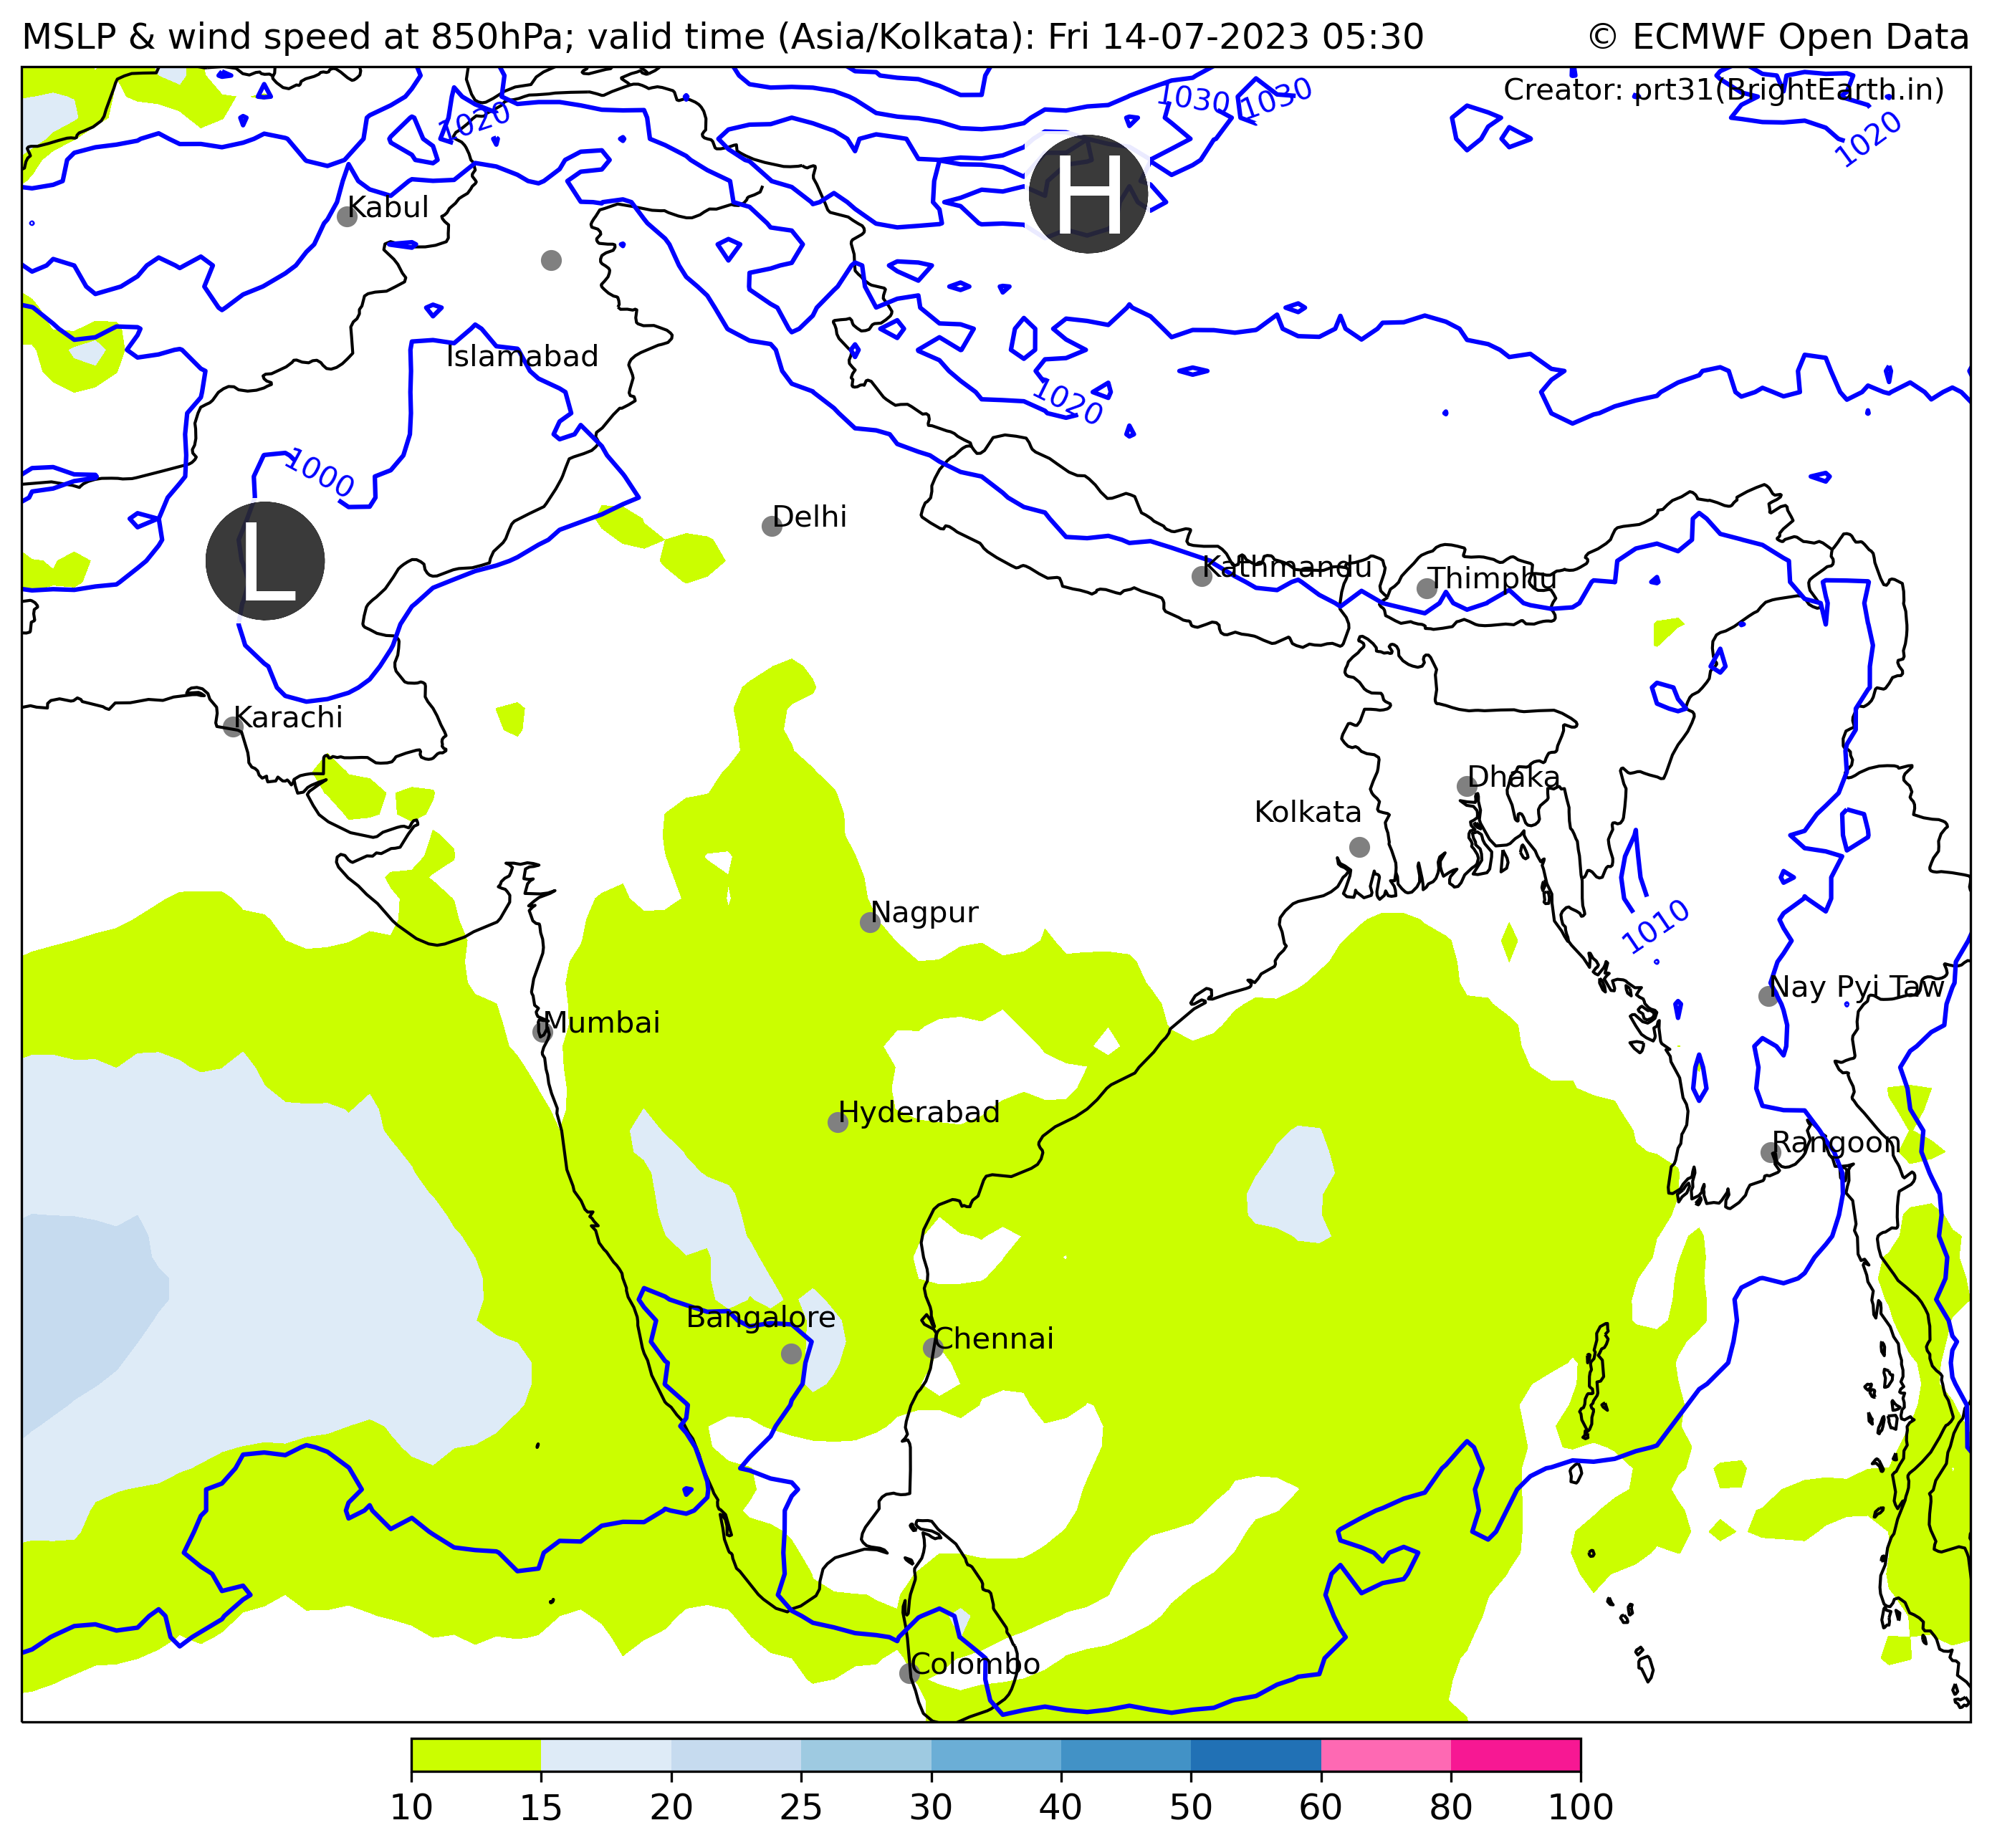 MSLP & wind speed at 850hPa; valid time (Asia/Kolkata): Fri 14-07-2023 05:30
© ECMWF Open Data
Creator: prt31(BrightEarth.in)
1020
1030
1030
1020
H
Kabul
Islamabad
1020
1000
L
Delhi
Kathmandu
Thimphu
Karachi
Dhaka
Kolkata
Nagpur
1010
Nay Pyi Taw
Mumbai
Hyderabad
Rangoon
Bangalore
Chennai
Colombo
10 15 20 25 30 40 50 60 80 100